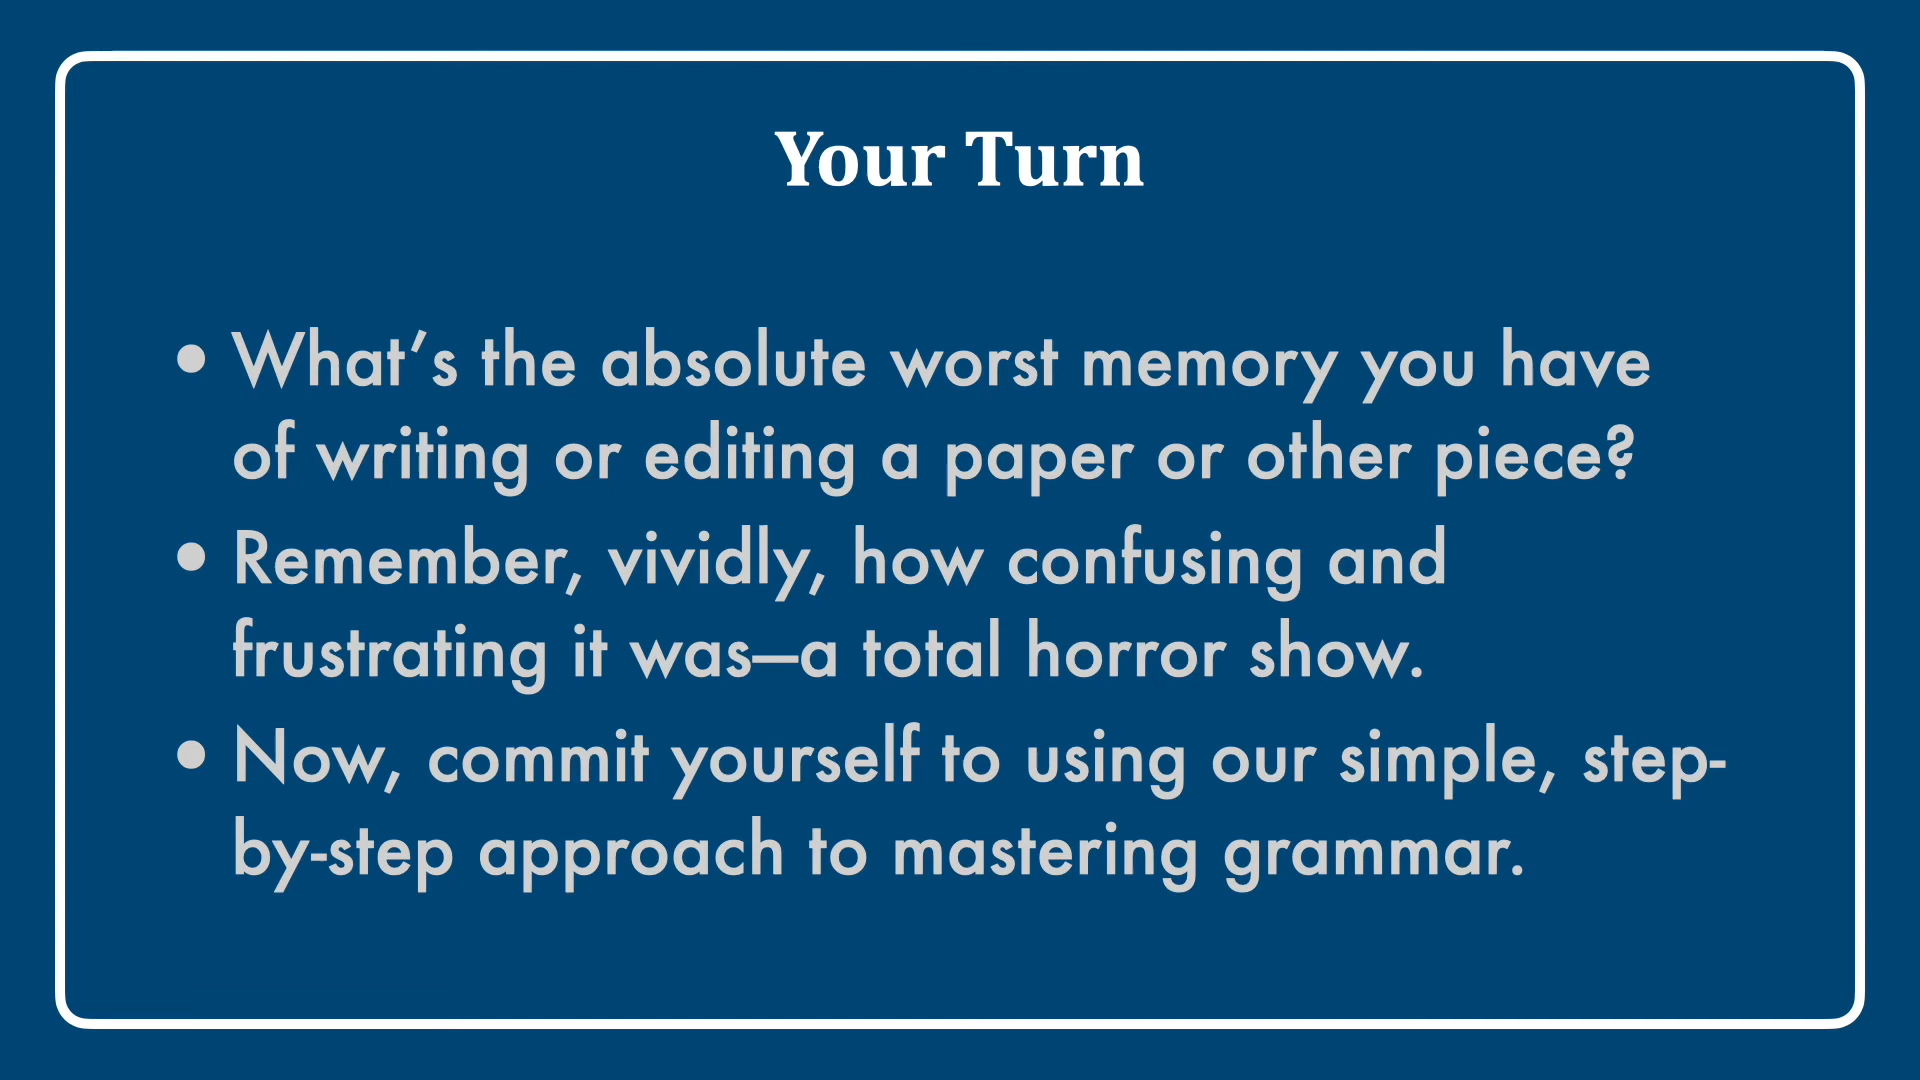 Your Turn
• What’s the absolute worst memory you have
of writing or editing a paper or other piece?
• Remember, vividly, how confusing and
frustrating it was—a total horror show.
• Now, commit yourself to using our simple, step-
by-step approach to mastering grammar.